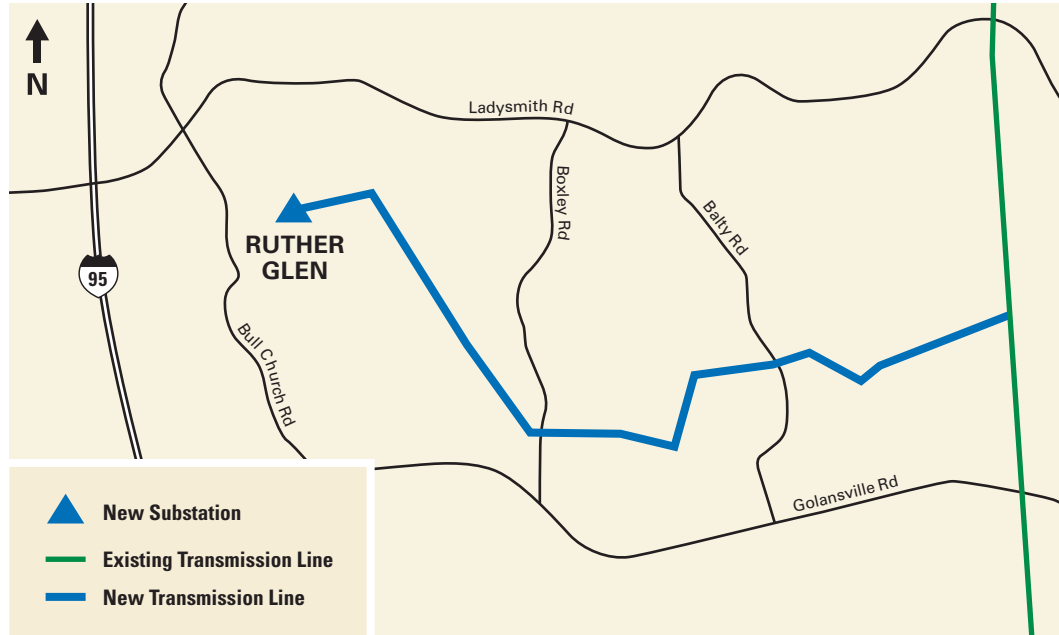 N
Ladysmith Rd
Boxley Rd
Balty Rd
RUTHER
GLEN
95
Bull Church Rd
Golansville Rd
New Substation
Existing Transmission Line
New Transmission Line